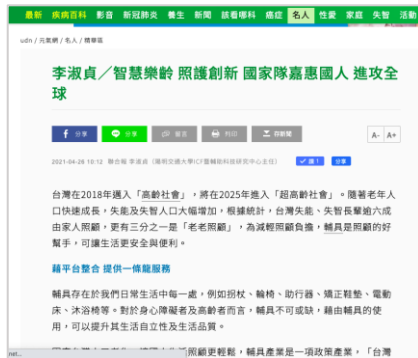 最新 疾病百科 影音 新冠肺炎 養生 新聞 該看哪科 癌症 名人 性愛 家庭 失智 活動
udn / 元氣網 / 名人 / 精華區
李淑貞／智慧樂齡 照護創新 國家隊嘉惠國人 進攻全
球
分享 分享 留言 列印 存新聞 A- A+
2021-04-26 10:12 聯合報 李淑貞（陽明交通大學ICF暨輔助科技研究中心主任） 讚 1 分享
台灣在2018年邁入「高齡社會」，將在2025年進入「超高齡社會」。隨著老年人
口快速成長，失能及失智人口大幅增加，根據統計，台灣失能、失智長輩逾六成
由家人照顧，更有三分之一是「老老照顧」，為減輕照顧負擔，輔具是照顧的好
幫手，可讓生活更安全與便利。
藉平台整合 提供一條龍服務
輔具存在於我們日常生活中每一處，例如拐杖、輪椅、助行器、矯正鞋墊、電動
床、沐浴椅等。對於身心障礙者及高齡者而言，輔具不可或缺，藉由輔具的使
用，可以提升其生活自立性及生活品質。
照顧更輕鬆，輔具產業是一項政策產業，「台灣